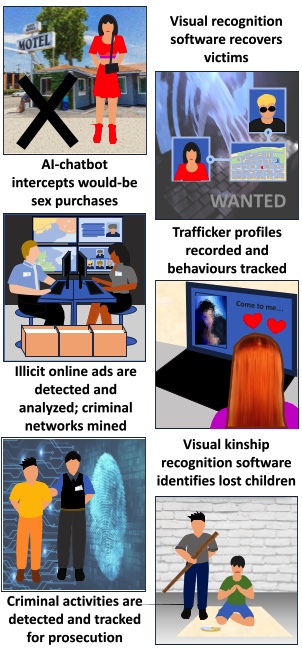 Visual recognition
software recovers
victims
MOTEL
AI-chatbot
intercepts would-be
sex purchases
WANTED
Trafficker profiles
recorded and
behaviours tracked
Come to me....
Illicit online ads are
detected and
analyzed; criminal
networks mined
Visual kinship
recognition software
identifies lost children
Criminal activities are
detected and tracked
for prosecution